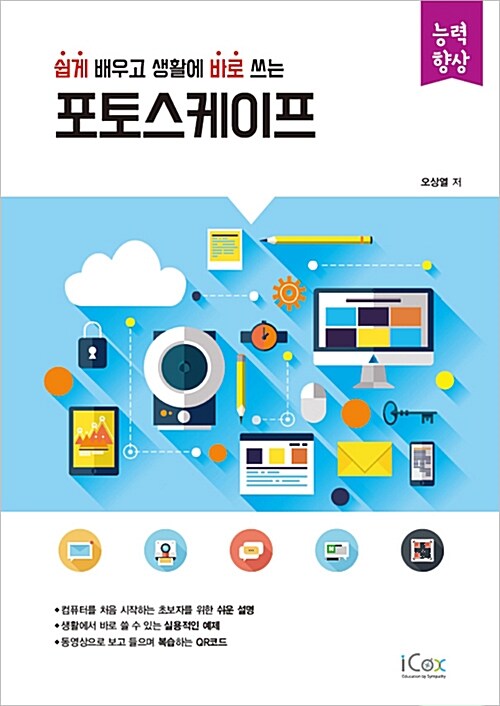 능력
향상
쉽게 배우고 생활에 바로 쓰는
포토스케이프
오상열 저
• 컴퓨터를 처음 시작하는 초보자를 위한 쉬운 설명
• 생활에서 바로 쓸 수 있는 실용적인 예제
• 동영상으로 보고 들으며 복습하는 QR코드
iCox
Education by Sympathy